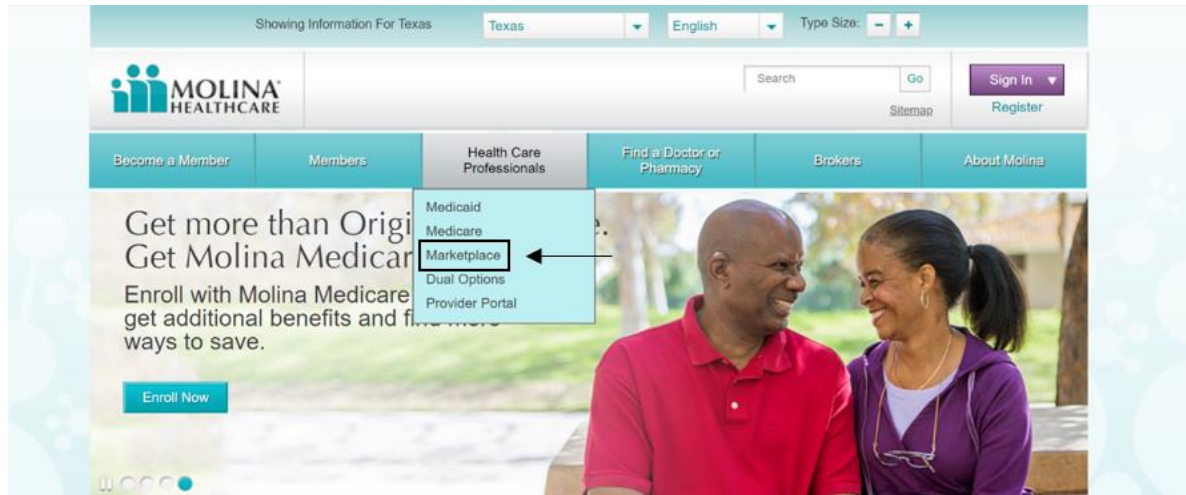 Showing Information For Texas Texas English Type Size: - +
MOLINA
HEALTHCARE
Search Go Sign In
Sitemap Register
Become a Member Members Health Care Professionals Find a Doctor or Pharmacy Brokers About Molina
Medicaid
Medicare
Marketplace
Dual Options
Provider Portal
Get more than Origi e.
Get Molina Medicar
Enroll with Molina Medicare
get additional benefits and find more
ways to save.
Enroll Now